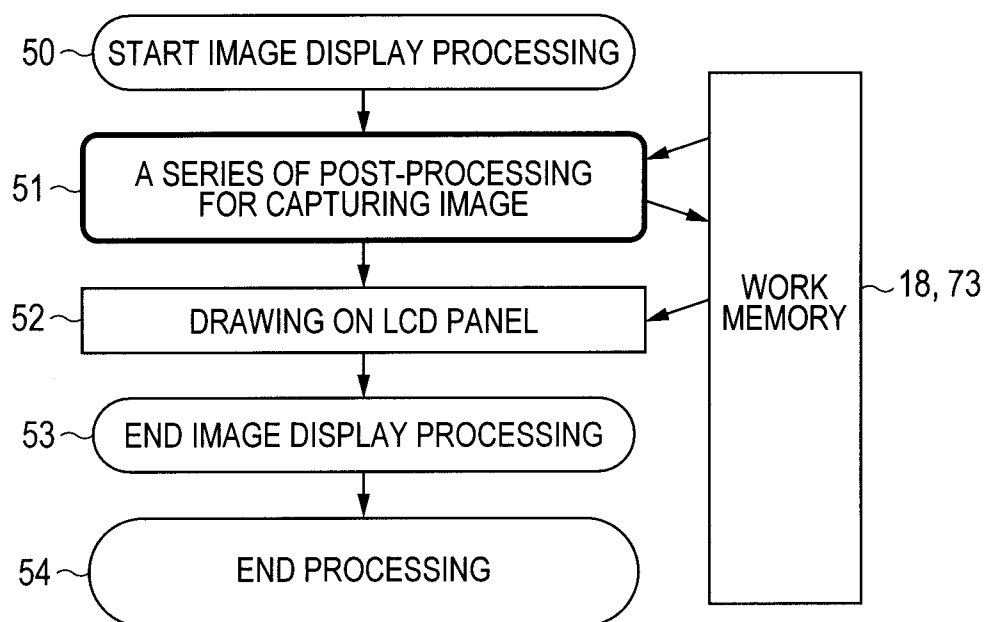 50
START IMAGE DISPLAY PROCESSING
51
A SERIES OF POST-PROCESSING
FOR CAPTURING IMAGE
52
DRAWING ON LCD PANEL
WORK
MEMORY
18, 73
53
END IMAGE DISPLAY PROCESSING
54
END PROCESSING